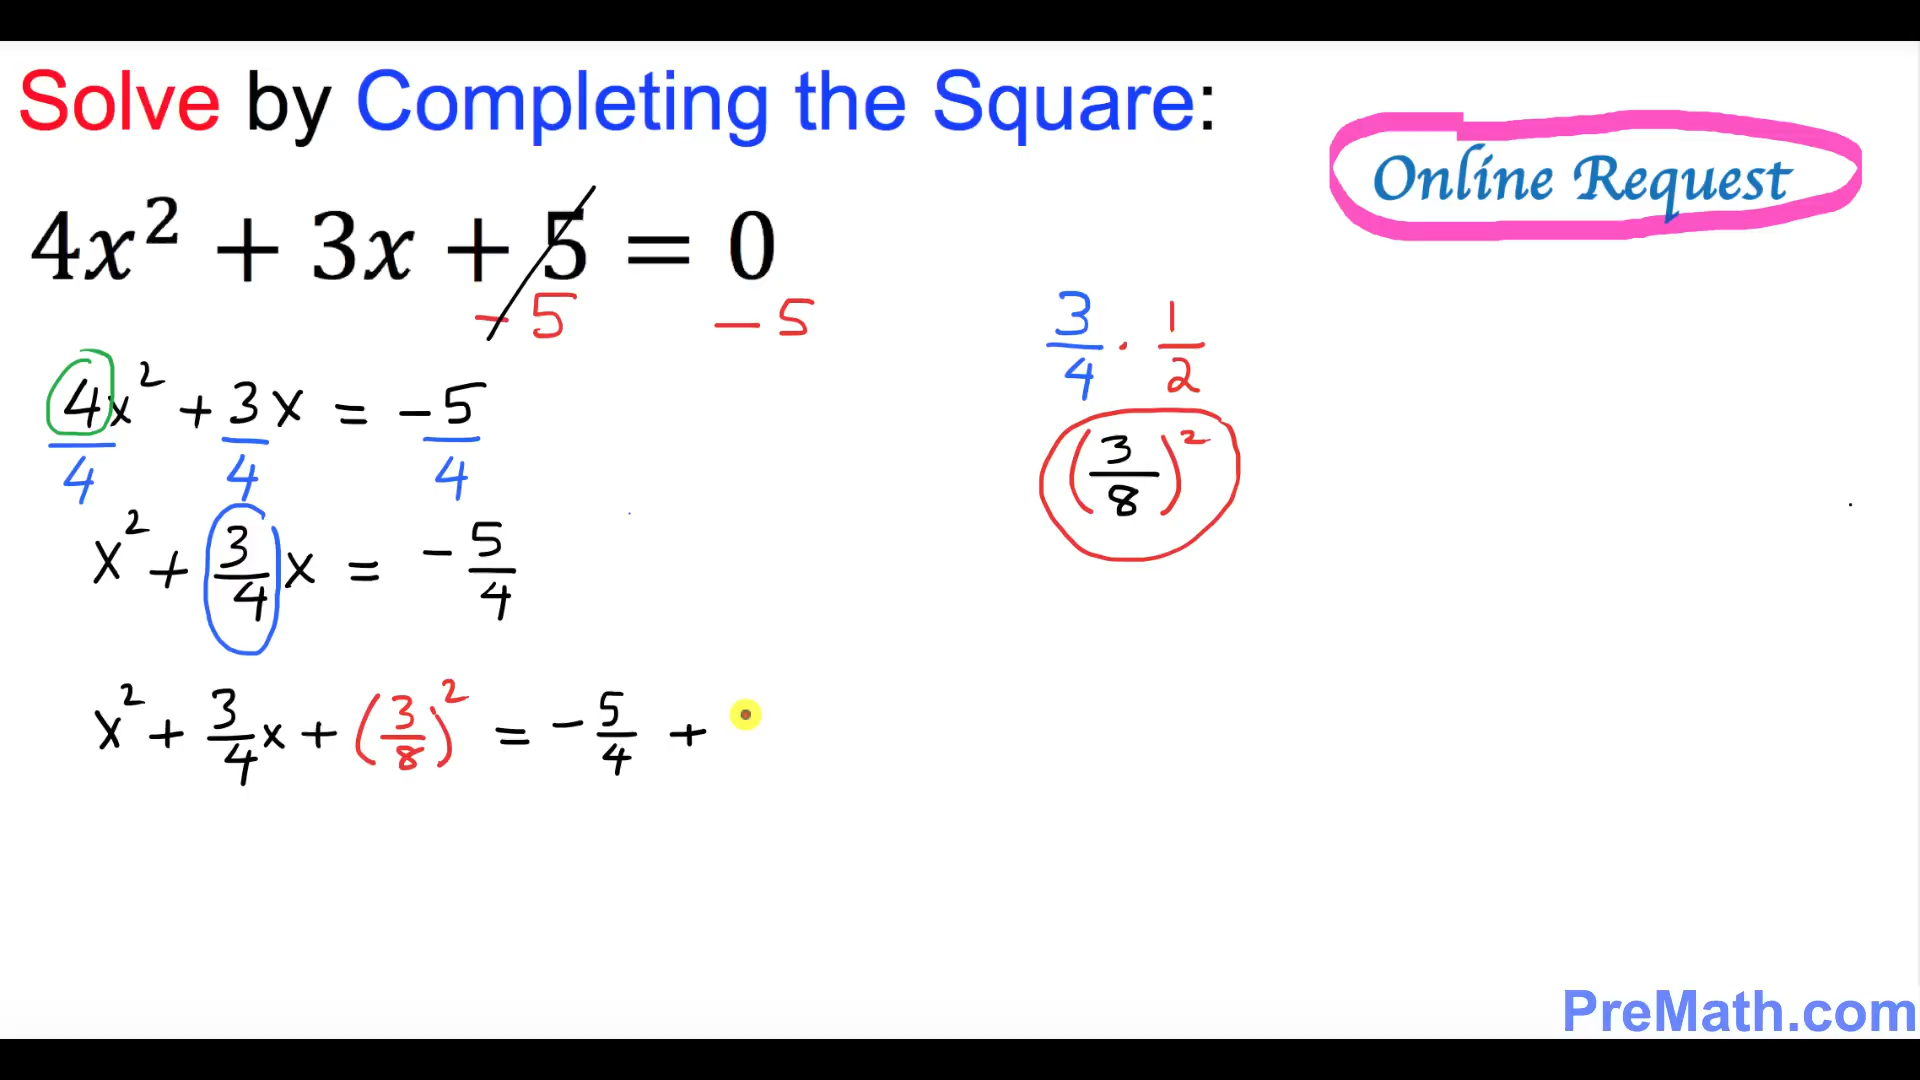 Solve by Completing the Square:
Online Request
4x² + 3x + 5 = 0
- 5 - 5
4x² + 3x = -5
4 4 4
x² + 3/4 x = - 5/4
x² + 3/4 x + (3/8)² = - 5/4 +
3/4 · 1/2
(3/8)²
PreMath.com